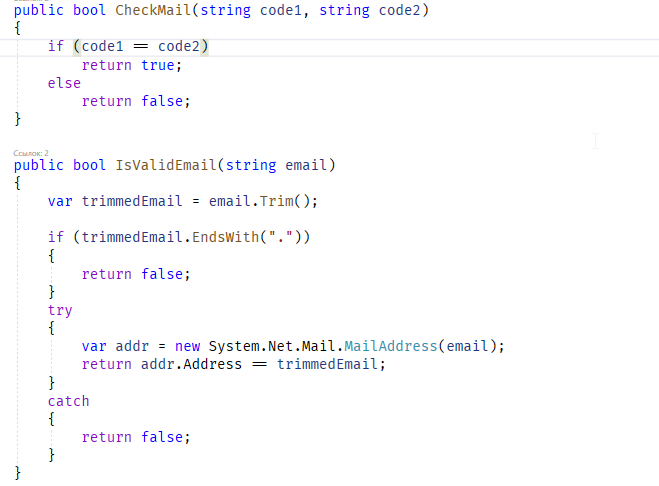 public bool CheckMail(string code1, string code2)
{
    if (code1 == code2)
        return true;
    else
        return false;
}
Ссылок: 2
public bool IsValidEmail(string email)
{
    var trimmedEmail = email.Trim();
    if (trimmedEmail.EndsWith("."))
    {
        return false;
    }
    try
    {
        var addr = new System.Net.Mail.MailAddress(email);
        return addr.Address == trimmedEmail;
    }
    catch
    {
        return false;
    }
}